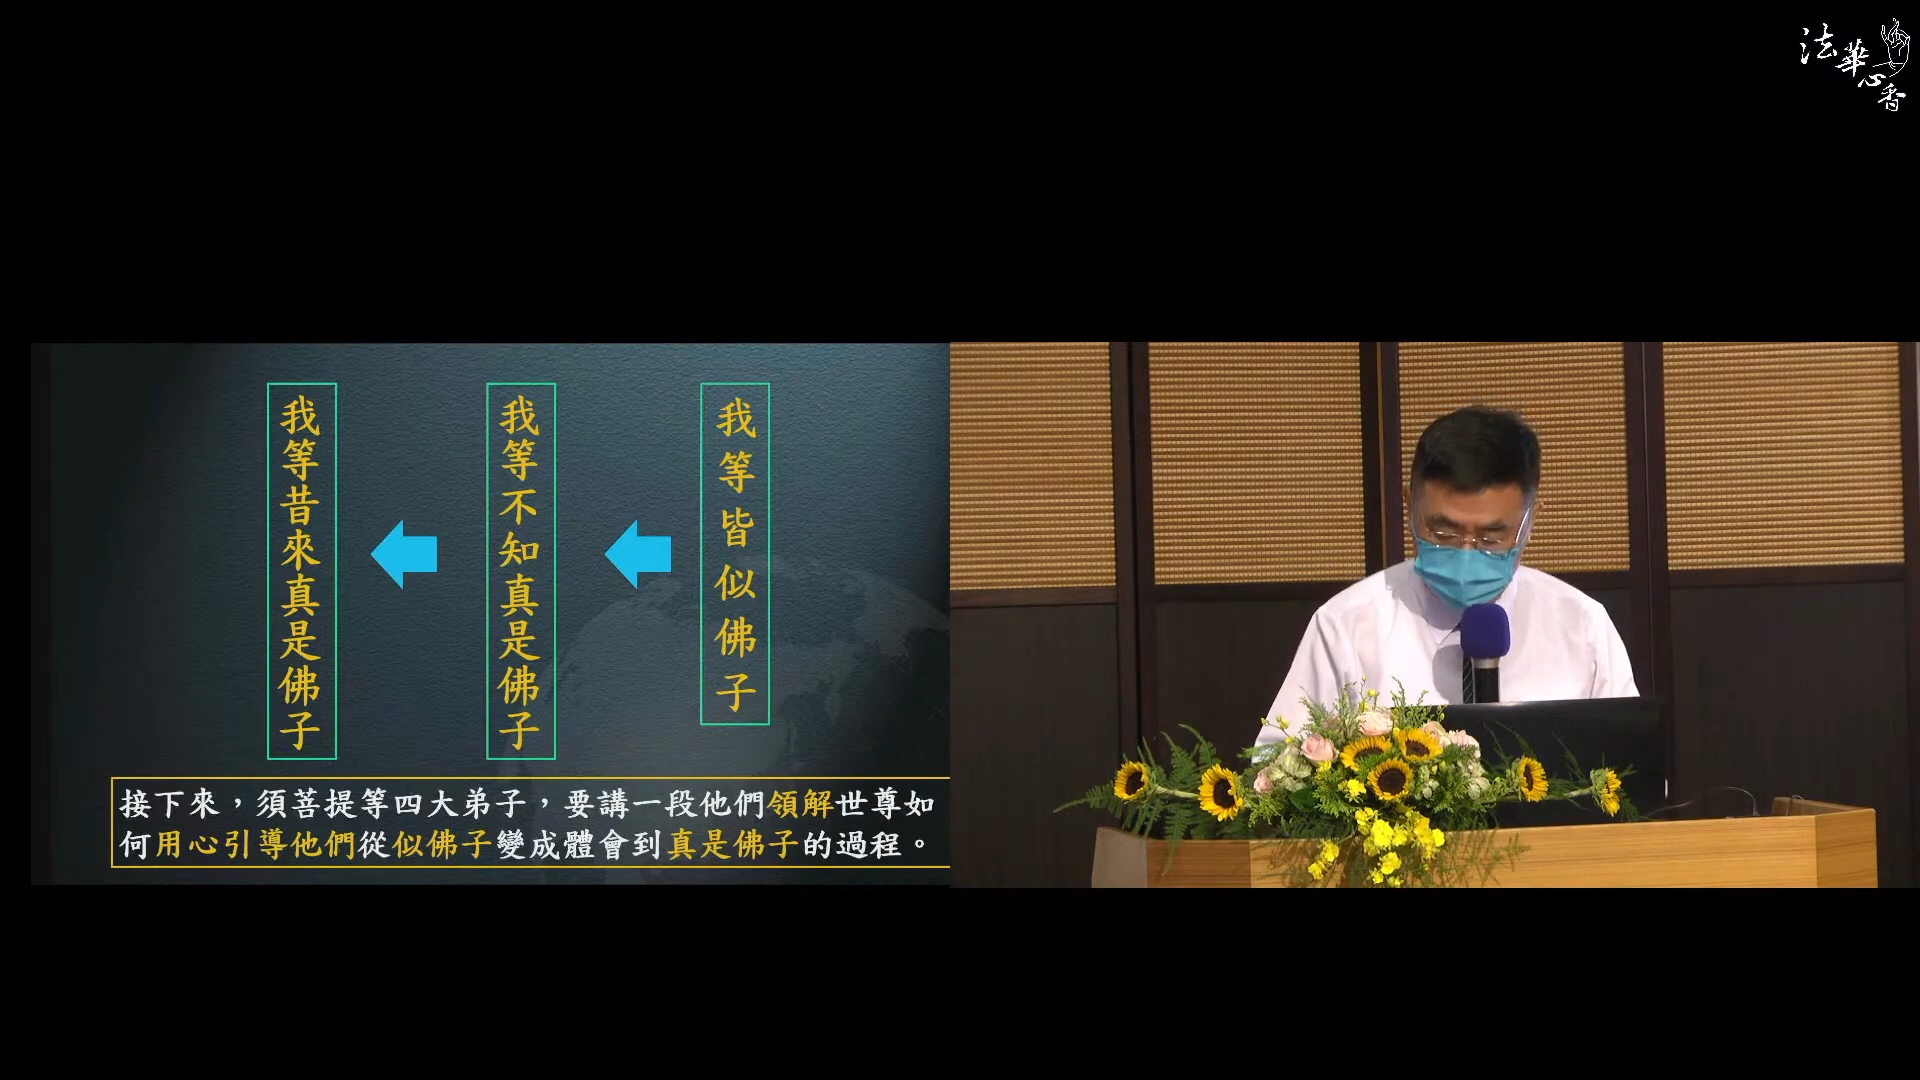 法華心香
我等皆似佛子
我等不知真是佛子
我等昔來真是佛子
接下來，須菩提等四大弟子，要講一段他們領解世尊如
何用心引導他們從似佛子變成體會到真是佛子的過程。